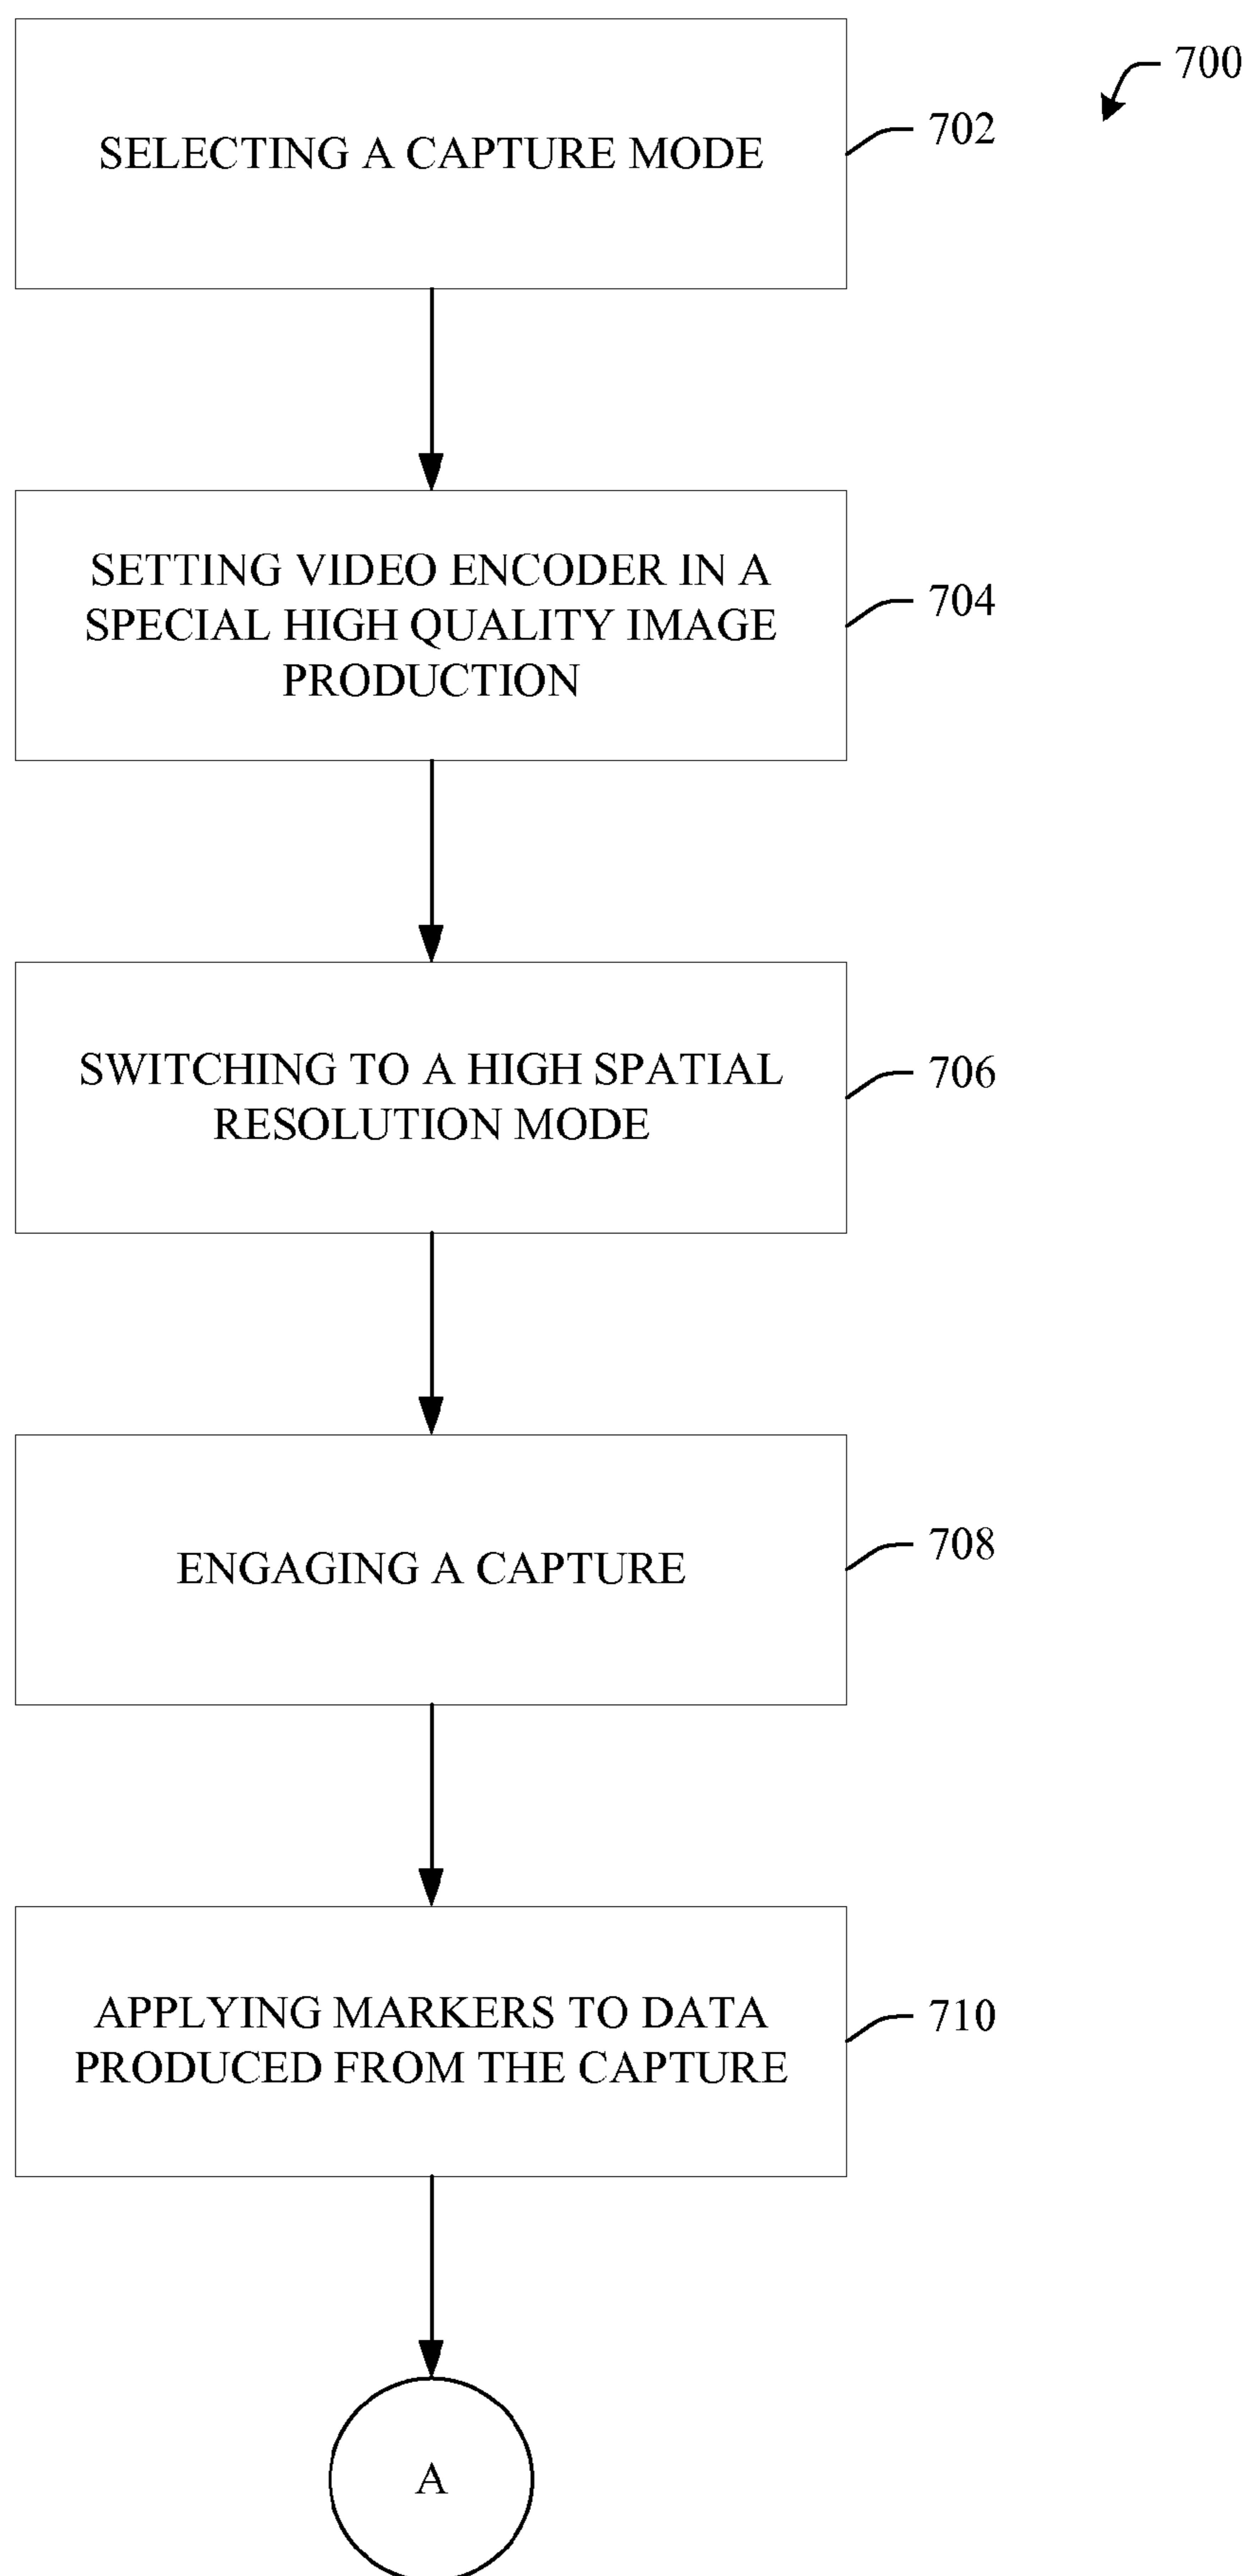 700
SELECTING A CAPTURE MODE
702
SETTING VIDEO ENCODER IN A
SPECIAL HIGH QUALITY IMAGE
PRODUCTION
704
SWITCHING TO A HIGH SPATIAL
RESOLUTION MODE
706
ENGAGING A CAPTURE
708
APPLYING MARKERS TO DATA
PRODUCED FROM THE CAPTURE
710
A